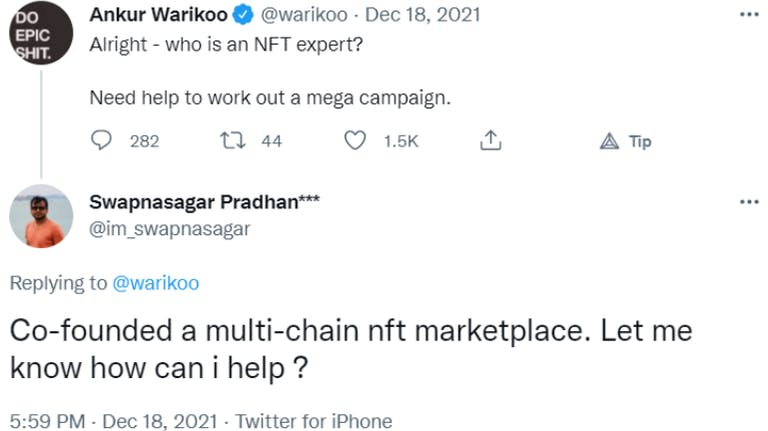 DO
EPIC
SHIT.
Ankur Warikoo @warikoo · Dec 18, 2021
Alright - who is an NFT expert?
Need help to work out a mega campaign.
282 44 1.5K Tip
Swapnasagar Pradhan***
@im_swapnasagar
Replying to @warikoo
Co-founded a multi-chain nft marketplace. Let me
know how can i help ?
5:59 PM · Dec 18, 2021 · Twitter for iPhone